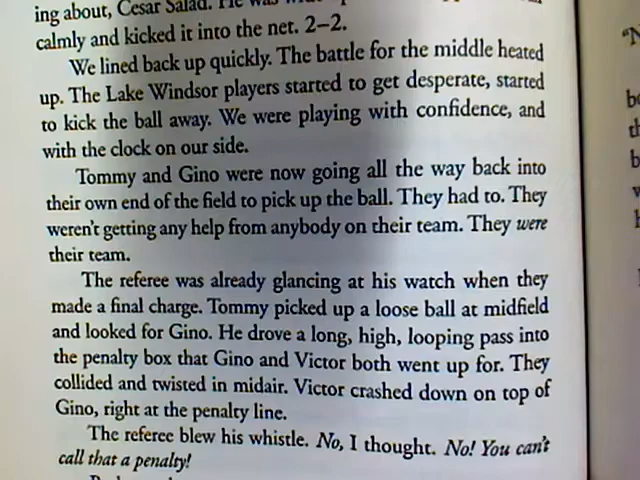 ing about, Cesar Salad. He was
calmly and kicked it into the net. 2–2.
We lined back up quickly. The battle for the middle heated
up. The Lake Windsor players started to get desperate, started
to kick the ball away. We were playing with confidence, and
with the clock on our side.
Tommy and Gino were now going all the way back into
their own end of the field to pick up the ball. They had to. They
weren't getting any help from anybody on their team. They were
their team.
The referee was already glancing at his watch when they
made a final charge. Tommy picked up a loose ball at midfield
and looked for Gino. He drove a long, high, looping pass into
the penalty box that Gino and Victor both went up for. They
collided and twisted in midair. Victor crashed down on top of
Gino, right at the penalty line.
The referee blew his whistle. No, I thought. No! You can't
call that a penalty!